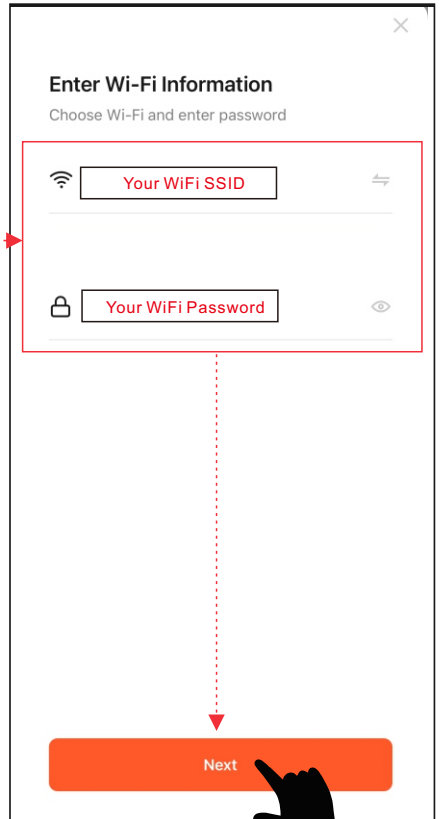 Enter Wi-Fi Information
Choose Wi-Fi and enter password
Your WiFi SSID
Your WiFi Password
Next